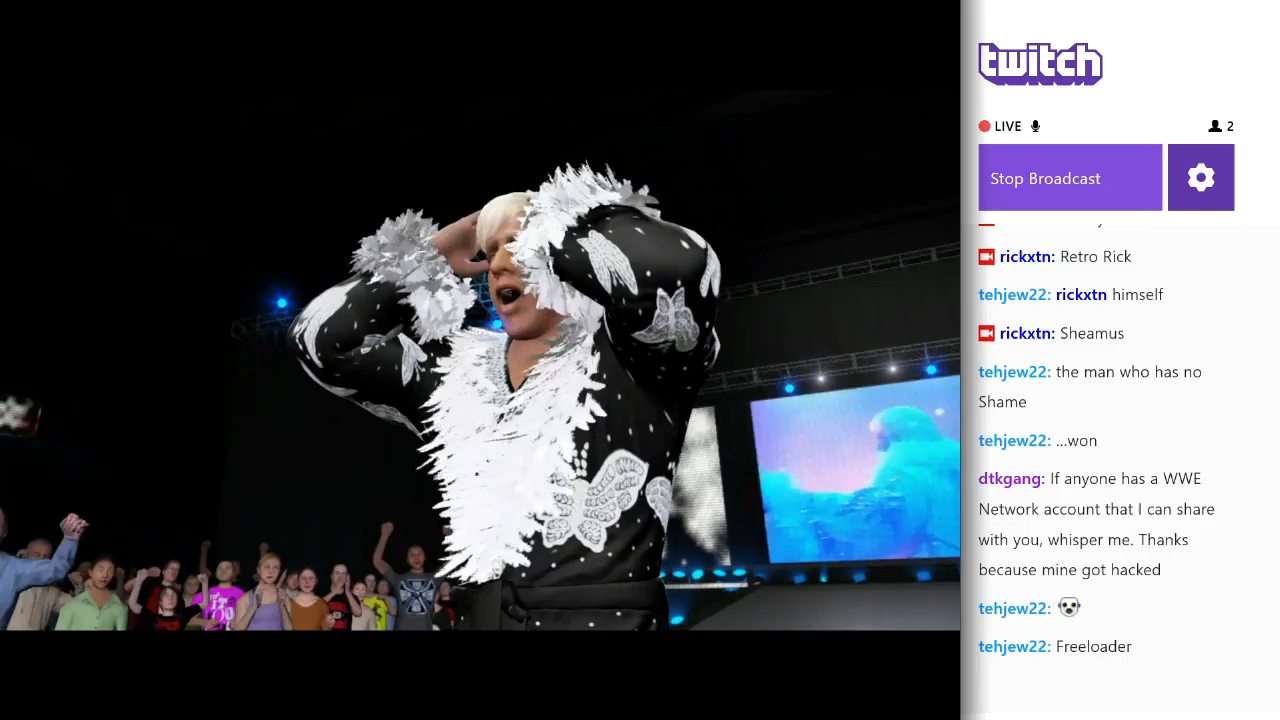 twitch
LIVE
2
Stop Broadcast
rickxtn: Retro Rick
tehjew22: rickxtn himself
rickxtn: Sheamus
tehjew22: the man who has no
Shame
tehjew22: ...won
dtkgang: If anyone has a WWE
Network account that I can share
with you, whisper me. Thanks
because mine got hacked
tehjew22:
tehjew22: Freeloader